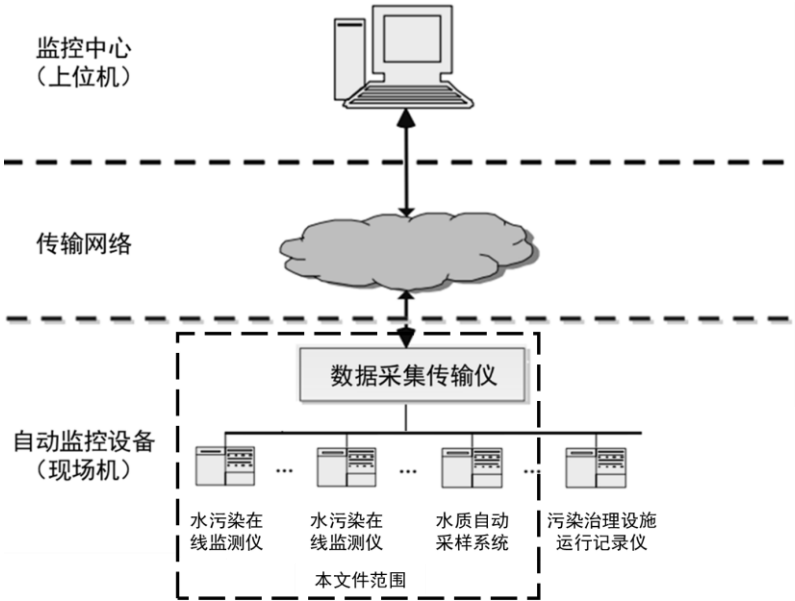 监控中心
（上位机）
传输网络
数据采集传输仪
自动监控设备
（现场机）
... ... ...
水污染在 水污染在 水质自动 污染治理设施
线监测仪 线监测仪 采样系统 运行记录仪
本文件范围